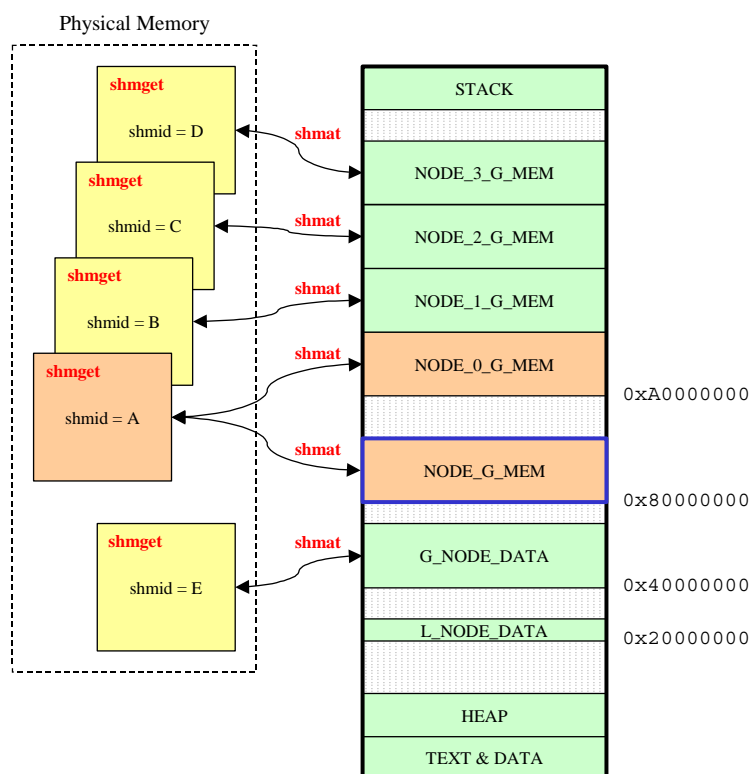 Physical Memory
shmget
shmid = D
shmget
shmid = C
shmget
shmid = B
shmget
shmid = A
shmget
shmid = E
shmat
shmat
shmat
shmat
shmat
shmat
STACK
NODE_3_G_MEM
NODE_2_G_MEM
NODE_1_G_MEM
NODE_0_G_MEM
0xA0000000
NODE_G_MEM
0x80000000
G_NODE_DATA
0x40000000
L_NODE_DATA
0x20000000
HEAP
TEXT & DATA